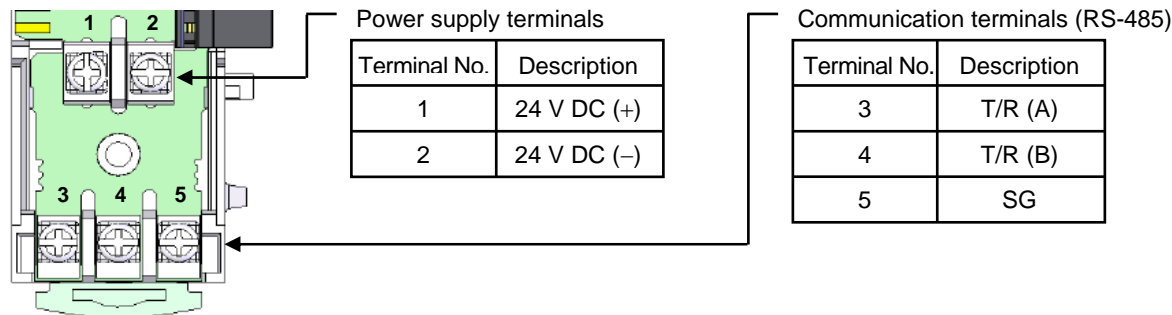 1 2
3 4 5
Power supply terminals
Terminal No. Description
1 24 V DC (+)
2 24 V DC (−)
Communication terminals (RS-485)
Terminal No. Description
3 T/R (A)
4 T/R (B)
5 SG